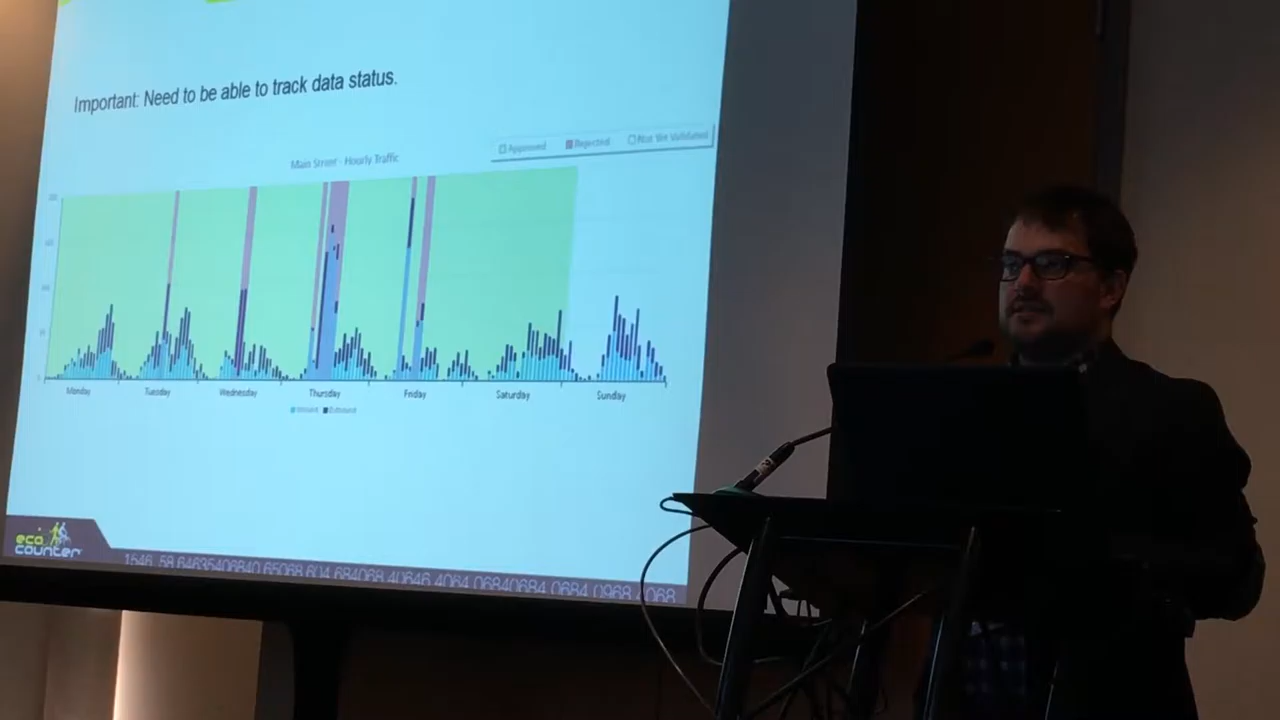 Important: Need to be able to track data status.
Approved Rejected Not Yet Validated
Main Street - Hourly Traffic
Monday Tuesday Wednesday Thursday Friday Saturday Sunday
Inbound Outbound
eco
counter